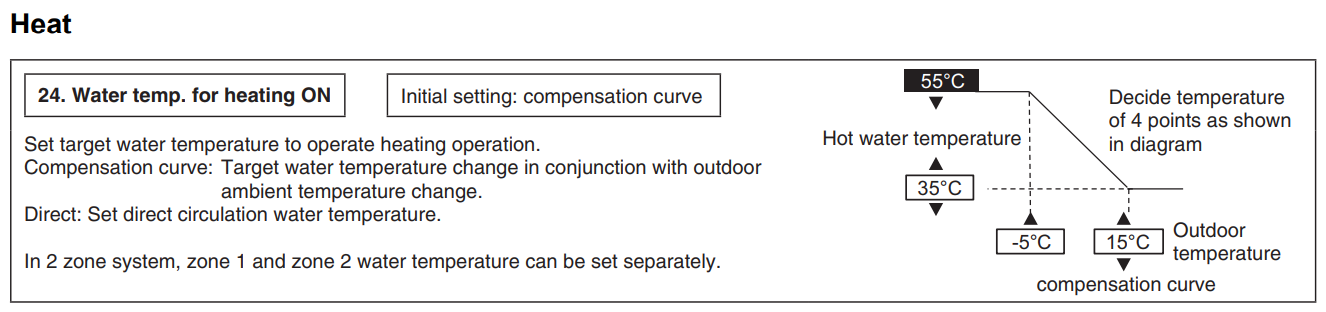 Heat
24. Water temp. for heating ON
Initial setting: compensation curve
Set target water temperature to operate heating operation.
Compensation curve: Target water temperature change in conjunction with outdoor
ambient temperature change.
Direct: Set direct circulation water temperature.
In 2 zone system, zone 1 and zone 2 water temperature can be set separately.
55°C
Hot water temperature
35°C
-5°C
15°C
Outdoor
temperature
compensation curve
Decide temperature
of 4 points as shown
in diagram